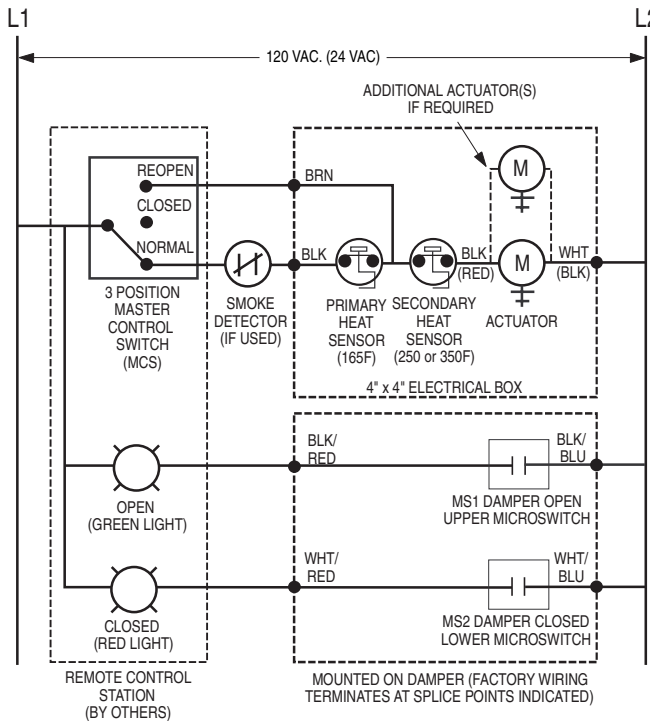 L1
L2
120 VAC. (24 VAC)
ADDITIONAL ACTUATOR(S)
IF REQUIRED
REOPEN
CLOSED
NORMAL
3 POSITION
MASTER
CONTROL
SWITCH
(MCS)
SMOKE
DETECTOR
(IF USED)
BRN
BLK
PRIMARY
HEAT
SENSOR
(165F)
SECONDARY
HEAT
SENSOR
(250 or 350F)
BLK
(RED)
M
M
ACTUATOR
WHT
(BLK)
4" x 4" ELECTRICAL BOX
OPEN
(GREEN LIGHT)
BLK/
RED
BLK/
BLU
MS1 DAMPER OPEN
UPPER MICROSWITCH
CLOSED
(RED LIGHT)
WHT/
RED
WHT/
BLU
MS2 DAMPER CLOSED
LOWER MICROSWITCH
REMOTE CONTROL
STATION
(BY OTHERS)
MOUNTED ON DAMPER (FACTORY WIRING
TERMINATES AT SPLICE POINTS INDICATED)